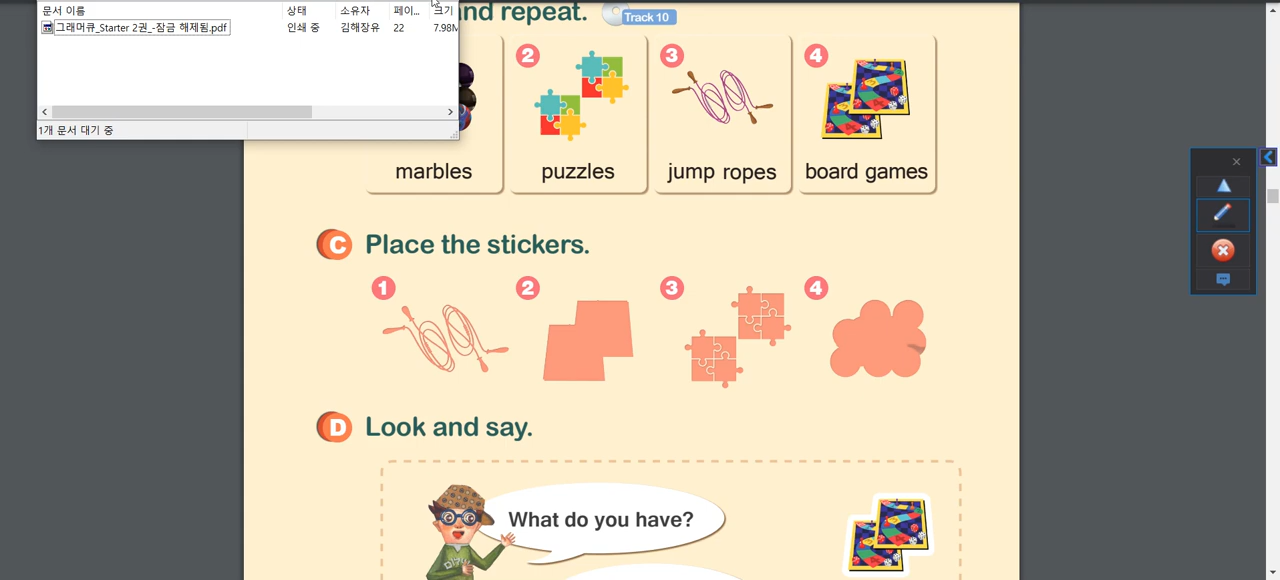 문서 이름 상태 소유자 페이... 크기
그래머큐_Starter 2권_-잠금 해제됨.pdf 인쇄 중 김해장유 22 7.98M
1개 문서 대기 중
nd repeat. Track 10
2 3 4
marbles puzzles jump ropes board games
C Place the stickers.
1 2 3 4
D Look and say.
What do you have?